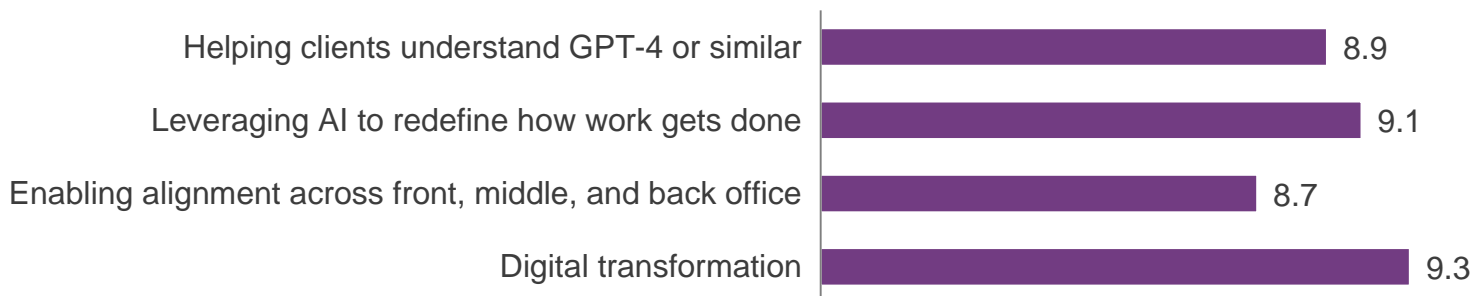 Helping clients understand GPT-4 or similar 8.9
Leveraging AI to redefine how work gets done 9.1
Enabling alignment across front, middle, and back office 8.7
Digital transformation 9.3